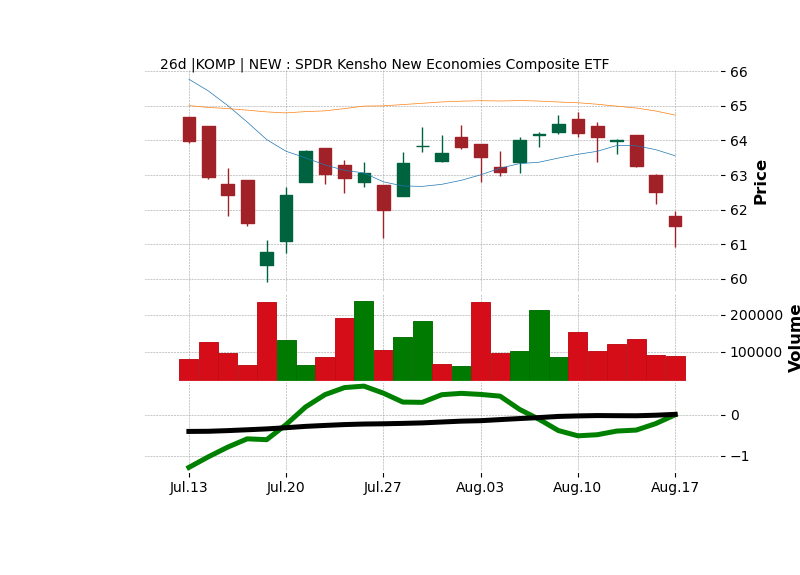 26d |KOMP | NEW : SPDR Kensho New Economies Composite ETF
66
65
64
63
62
61
60
Price
200000
100000
Volume
0
−1
Jul.13 Jul.20 Jul.27 Aug.03 Aug.10 Aug.17